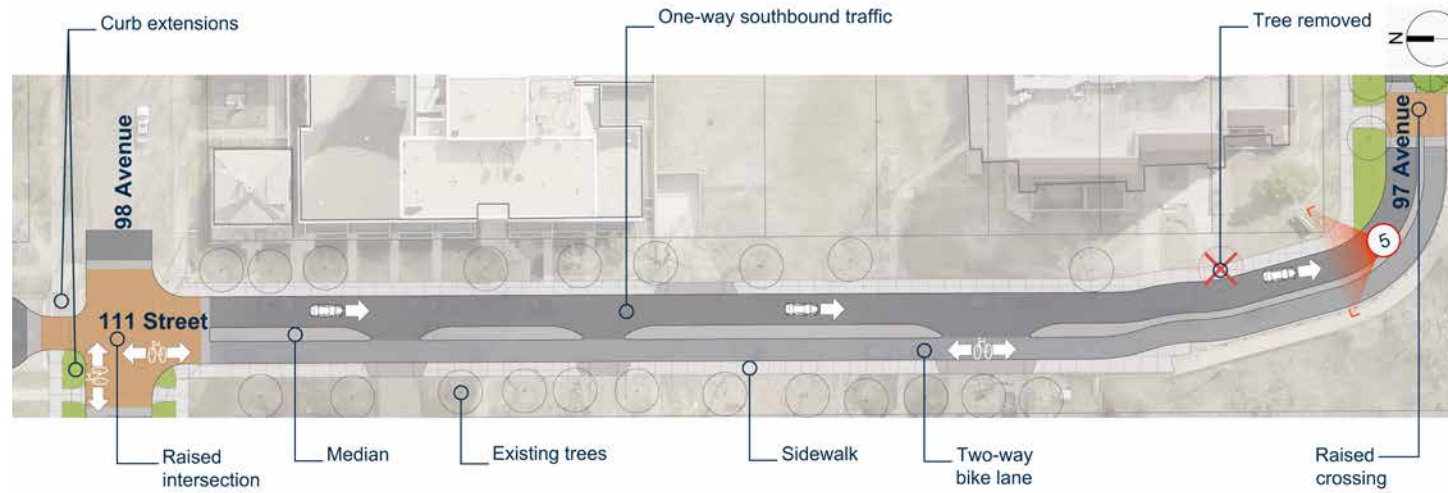 Curb extensions
One-way southbound traffic
Tree removed
N
98 Avenue
97 Avenue
5
111 Street
Raised
intersection
Median
Existing trees
Sidewalk
Two-way
bike lane
Raised
crossing